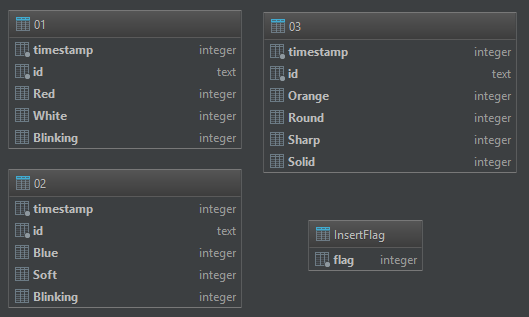 01
timestamp integer
id text
Red integer
White integer
Blinking integer
02
timestamp integer
id text
Blue integer
Soft integer
Blinking integer
03
timestamp integer
id text
Orange integer
Round integer
Sharp integer
Solid integer
InsertFlag
flag integer